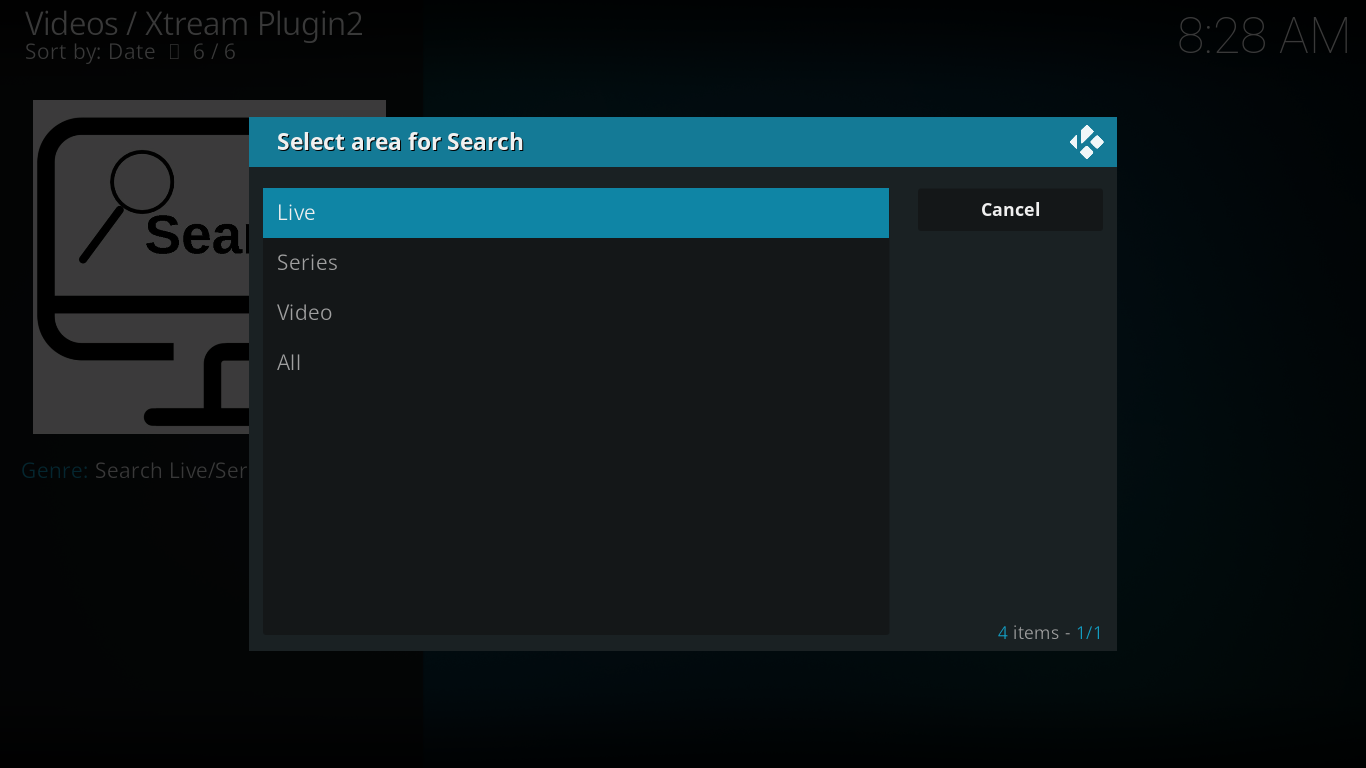 Videos / Xtream Plugin2
Sort by: Date 6 / 6
8:28 AM
Select area for Search
Live
Series
Video
All
Cancel
4 items - 1/1
Genre: Search Live/Ser